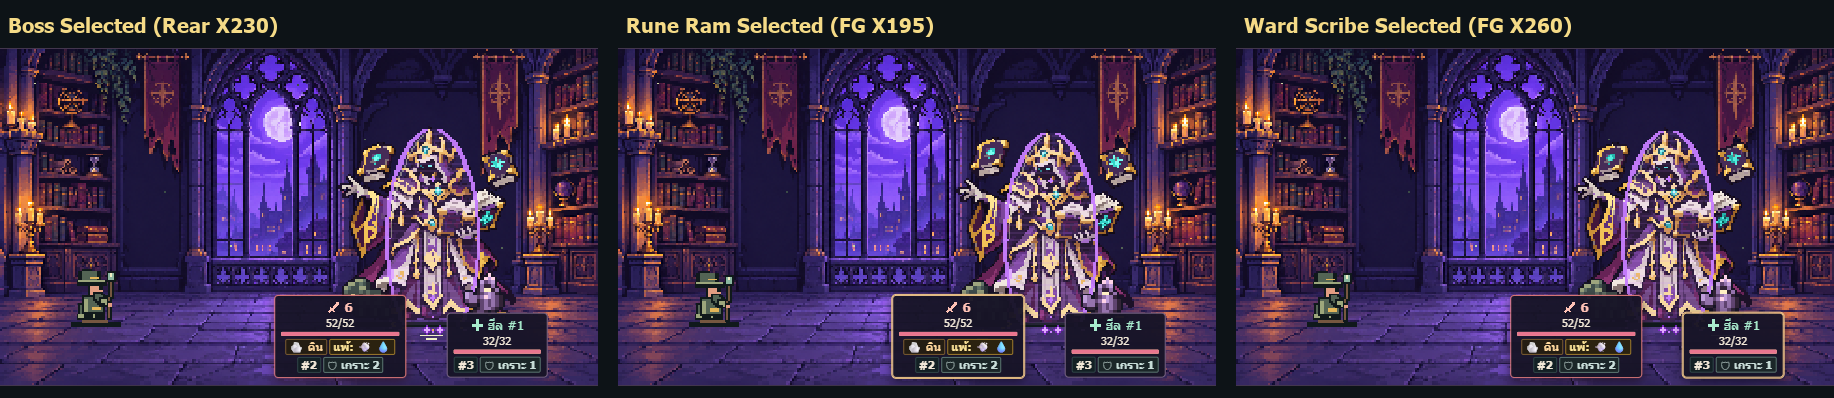 Boss Selected (Rear X230)
6
52/52
ดิน แพ้:
#2 เกราะ 2
ฮีล #1
32/32
#3 เกราะ 1
Rune Ram Selected (FG X195)
6
52/52
ดิน แพ้:
#2 เกราะ 2
ฮีล #1
32/32
#3 เกราะ 1
Ward Scribe Selected (FG X260)
6
52/52
ดิน แพ้:
#2 เกราะ 2
ฮีล #1
32/32
#3 เกราะ 1